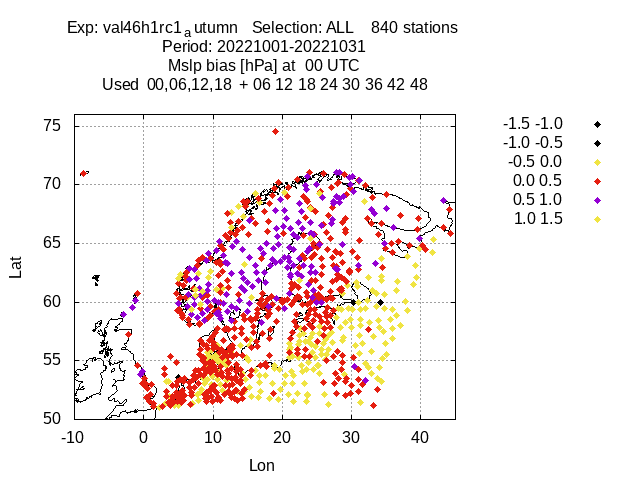 Exp: val46h1rc1autumn Selection: ALL 840 stations
Period: 20221001-20221031
Mslp bias [hPa] at 00 UTC
Used 00,06,12,18 + 06 12 18 24 30 36 42 48
-1.5 -1.0
-1.0 -0.5
-0.5 0.0
0.0 0.5
0.5 1.0
1.0 1.5
75
70
65
60
55
50
Lat
-10 0 10 20 30 40
Lon